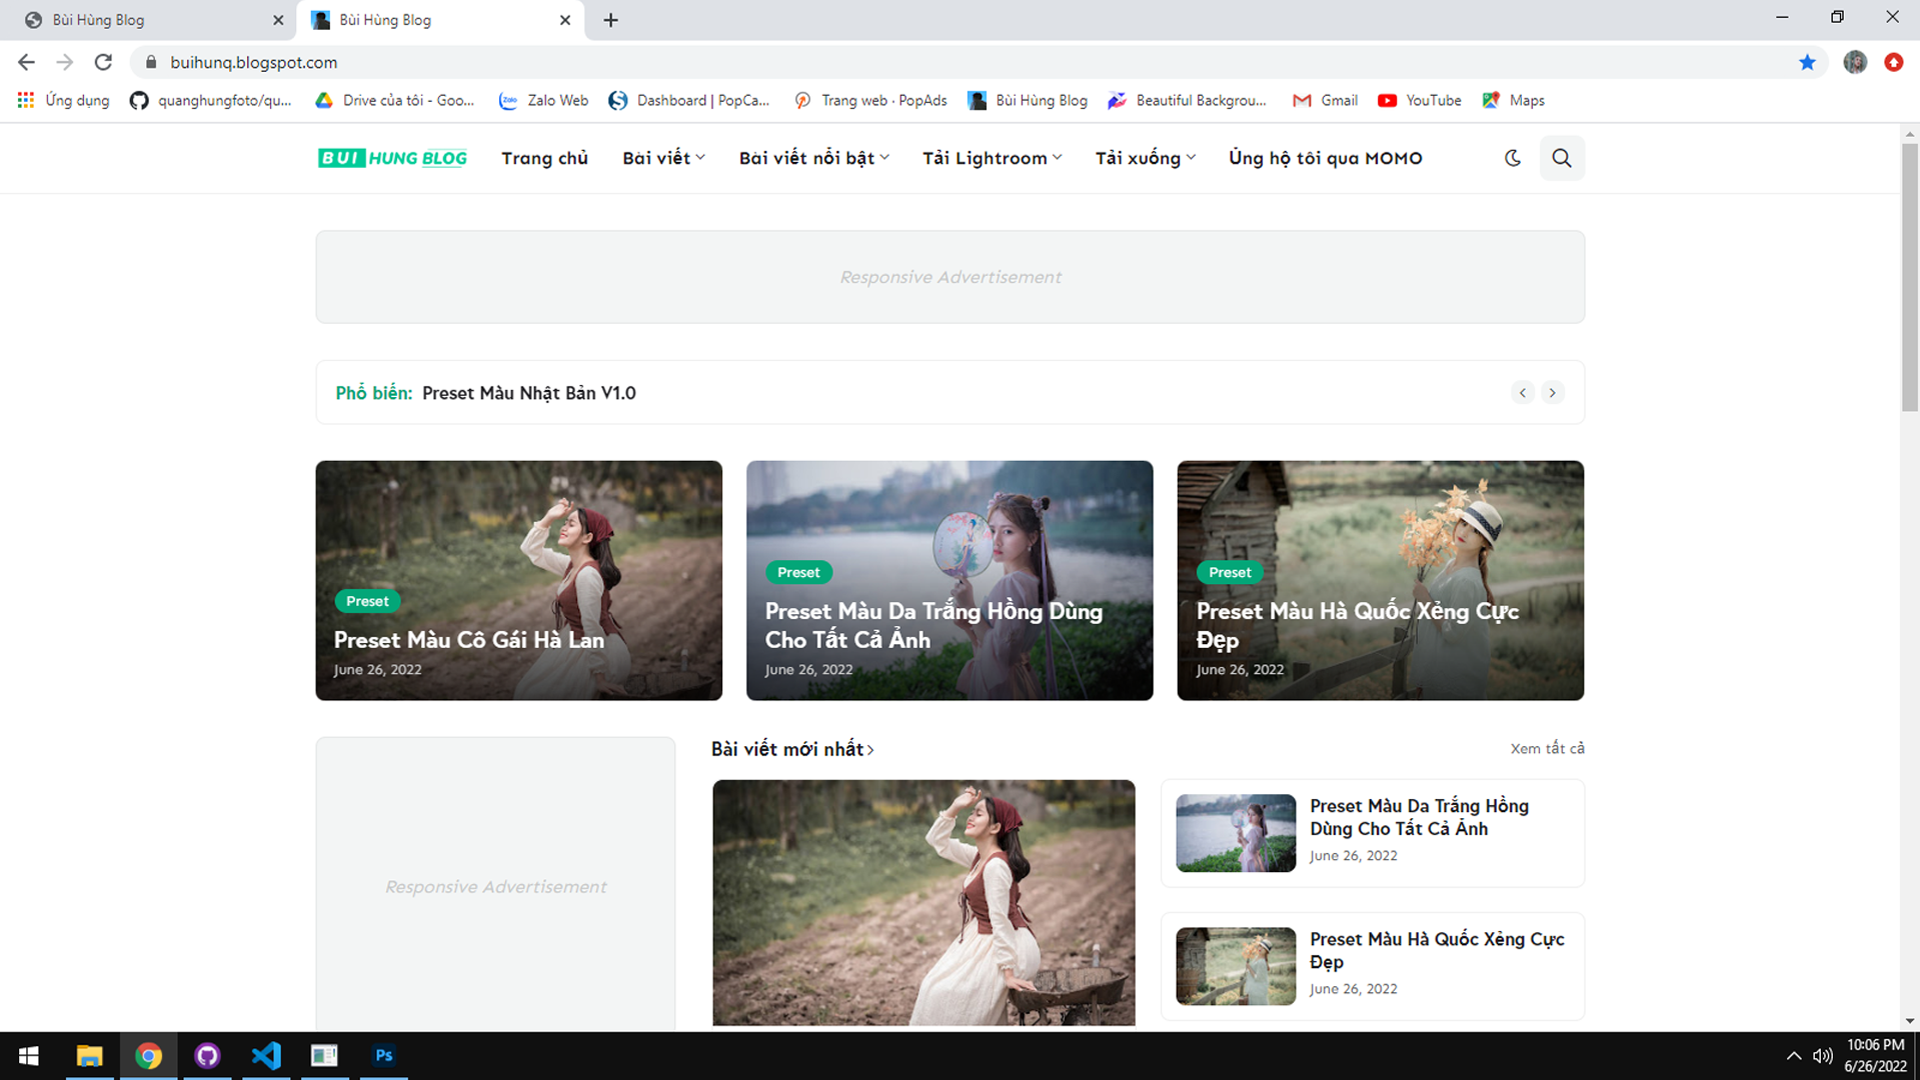 Bùi Hùng Blog
Bùi Hùng Blog
buihunq.blogspot.com
Ứng dụng
quanghungfoto/qu...
Drive của tôi - Goo...
Zalo Web
Dashboard | PopCa...
Trang web · PopAds
Bùi Hùng Blog
Beautiful Backgrou...
Gmail
YouTube
Maps
BUI HUNG BLOG
Trang chủ
Bài viết
Bài viết nổi bật
Tải Lightroom
Tải xuống
Ủng hộ tôi qua MOMO
Responsive Advertisement
Phổ biến: Preset Màu Nhật Bản V1.0
Preset
Preset Màu Cô Gái Hà Lan
June 26, 2022
Preset
Preset Màu Da Trắng Hồng Dùng
Cho Tất Cả Ảnh
June 26, 2022
Preset
Preset Màu Hà Quốc Xẻng Cực
Đẹp
June 26, 2022
Responsive Advertisement
Bài viết mới nhất
Xem tất cả
Preset Màu Da Trắng Hồng
Dùng Cho Tất Cả Ảnh
June 26, 2022
Preset Màu Hà Quốc Xẻng Cực
Đẹp
June 26, 2022
Ps
10:06 PM
6/26/2022